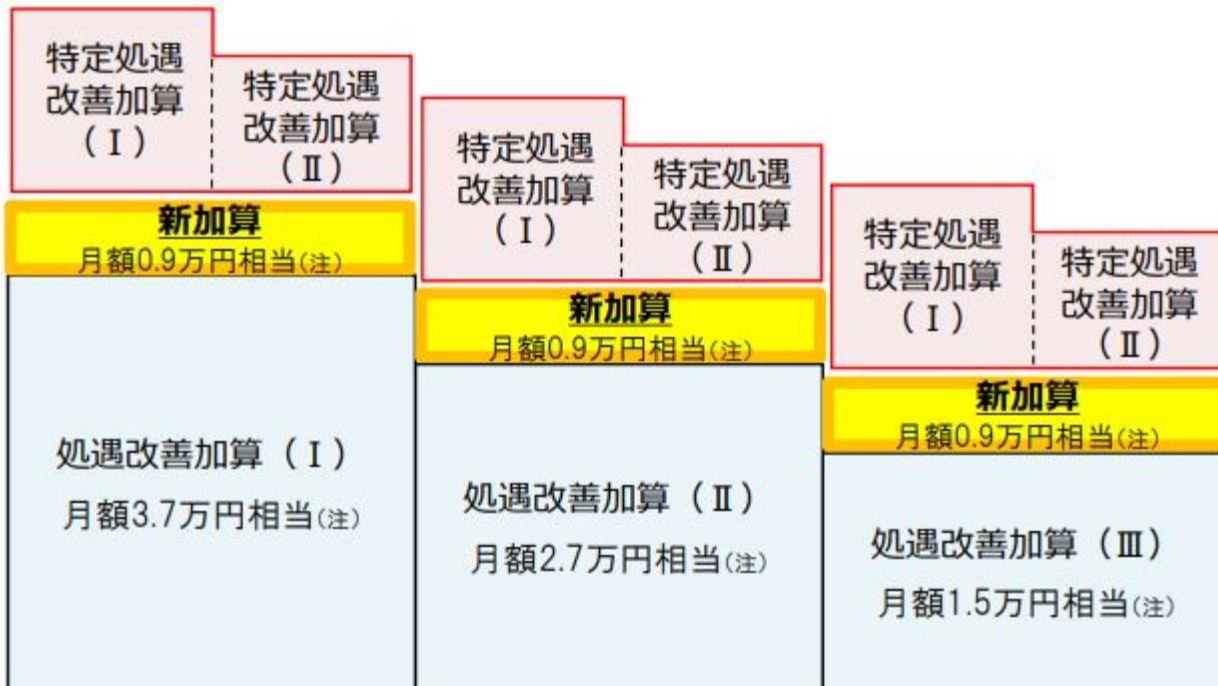 特定処遇
改善加算
(Ⅰ)
特定処遇
改善加算
(Ⅱ)
新加算
月額0.9万円相当(注)
処遇改善加算(Ⅰ)
月額3.7万円相当(注)
特定処遇
改善加算
(Ⅰ)
特定処遇
改善加算
(Ⅱ)
新加算
月額0.9万円相当(注)
処遇改善加算(Ⅱ)
月額2.7万円相当(注)
特定処遇
改善加算
(Ⅰ)
特定処遇
改善加算
(Ⅱ)
新加算
月額0.9万円相当(注)
処遇改善加算(Ⅲ)
月額1.5万円相当(注)